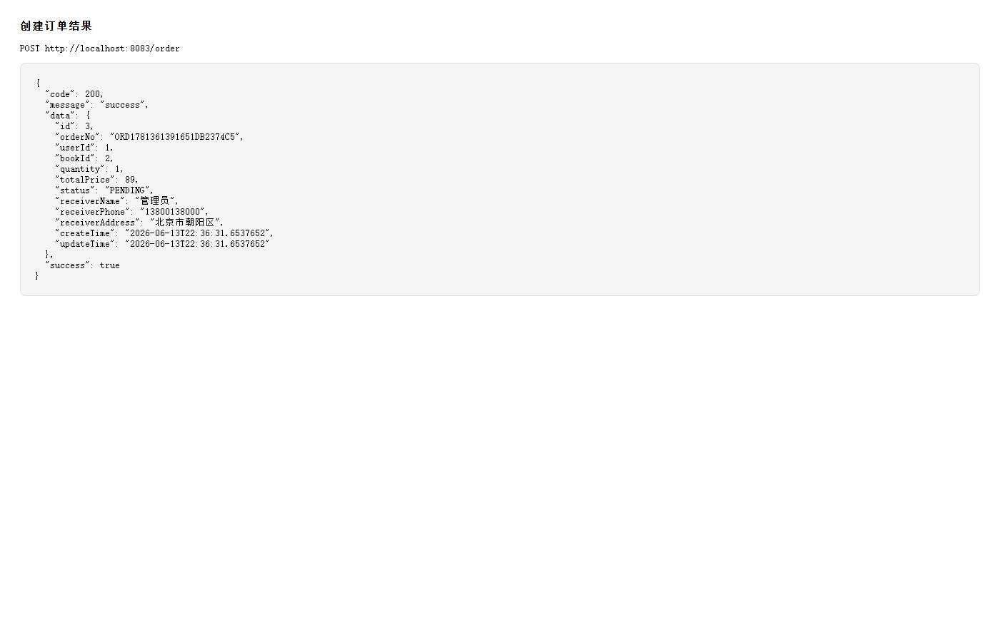 创建订单结果
POST http://localhost:8083/order
{
  "code": 200,
  "message": "success",
  "data": {
    "id": 3,
    "orderNo": "ORD1781361391651DB2374C5",
    "userId": 1,
    "bookId": 2,
    "quantity": 1,
    "totalPrice": 89,
    "status": "PENDING",
    "receiverName": "管理员",
    "receiverPhone": "13800138000",
    "receiverAddress": "北京市朝阳区",
    "createTime": "2026-06-13T22:36:31.6537652",
    "updateTime": "2026-06-13T22:36:31.6537652"
  },
  "success": true
}